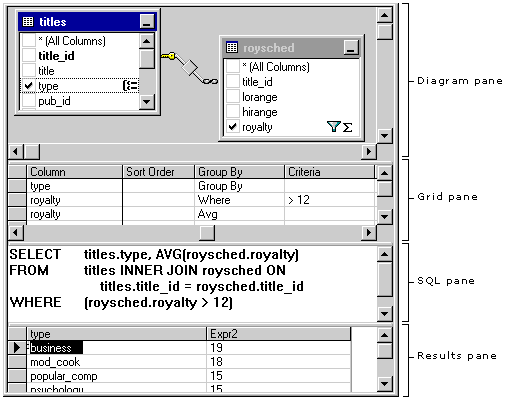 titles
* (All Columns)
title_id
title
type
pub_id
roysched
* (All Columns)
title_id
lorange
hirange
royalty
Diagram pane
Column Sort Order Group By Criteria
type Group By
royalty Where > 12
royalty Avg
Grid pane
SELECT titles.type, AVG(roysched.royalty)
FROM titles INNER JOIN roysched ON
titles.title_id = roysched.title_id
WHERE (roysched.royalty > 12)
SQL pane
type Expr2
business 19
mod_cook 18
popular_comp 15
psychology 15
Results pane